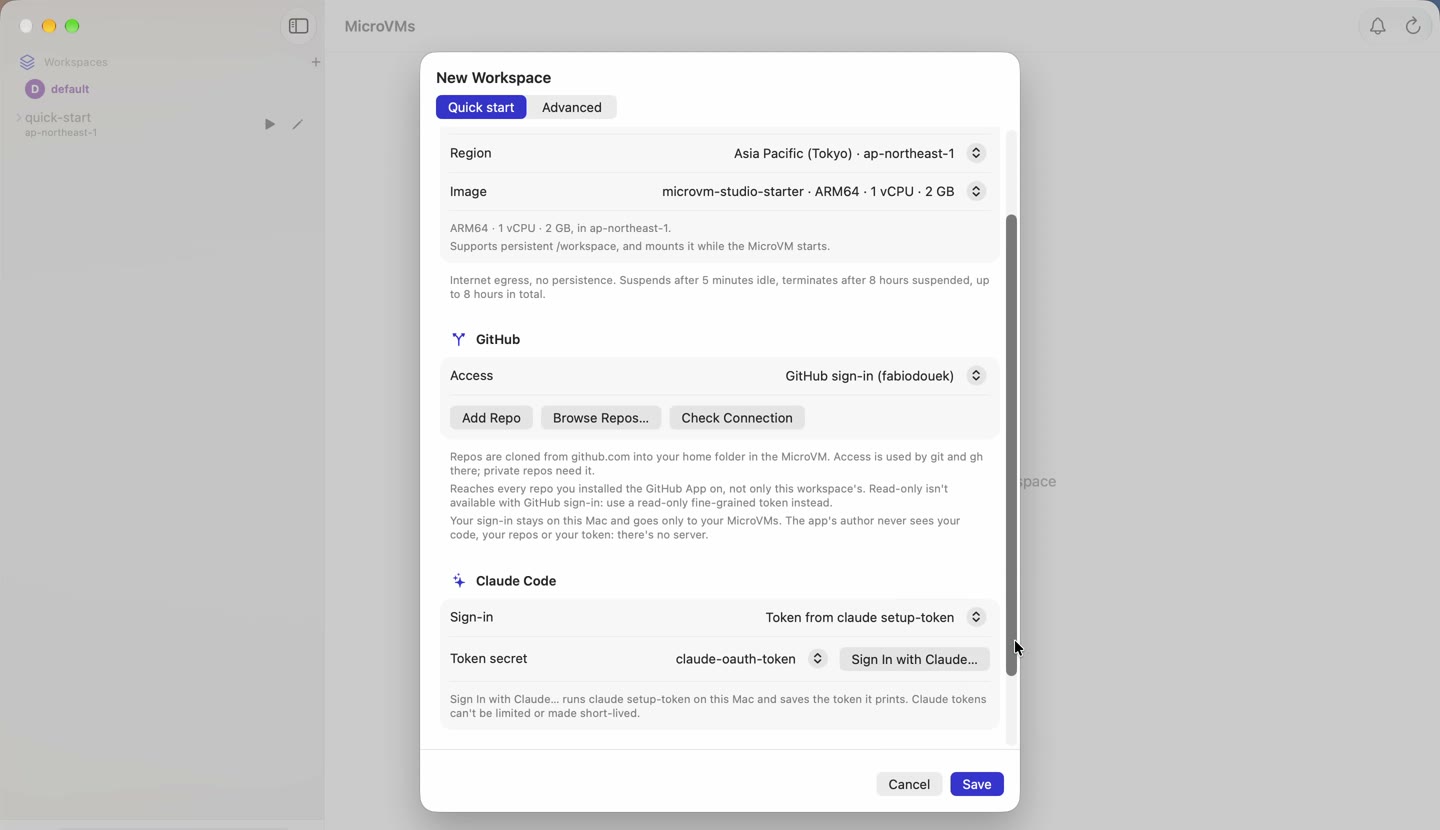 MicroVMs
Workspaces
D
default
quick-start
ap-northeast-1
New Workspace
Quick start
Advanced
Region
Asia Pacific (Tokyo) · ap-northeast-1
Image
microvm-studio-starter · ARM64 · 1 vCPU · 2 GB
ARM64 · 1 vCPU · 2 GB, in ap-northeast-1.
Supports persistent /workspace, and mounts it while the MicroVM starts.
Internet egress, no persistence. Suspends after 5 minutes idle, terminates after 8 hours suspended, up
to 8 hours in total.
GitHub
Access
GitHub sign-in (fabiodouek)
Add Repo
Browse Repos...
Check Connection
Repos are cloned from github.com into your home folder in the MicroVM. Access is used by git and gh
there; private repos need it.
Reaches every repo you installed the GitHub App on, not only this workspace's. Read-only isn't
available with GitHub sign-in: use a read-only fine-grained token instead.
Your sign-in stays on this Mac and goes only to your MicroVMs. The app's author never sees your
code, your repos or your token: there's no server.
space
Claude Code
Sign-in
Token from claude setup-token
Token secret
claude-oauth-token
Sign In with Claude...
Sign In with Claude... runs claude setup-token on this Mac and saves the token it prints. Claude tokens
can't be limited or made short-lived.
Cancel
Save